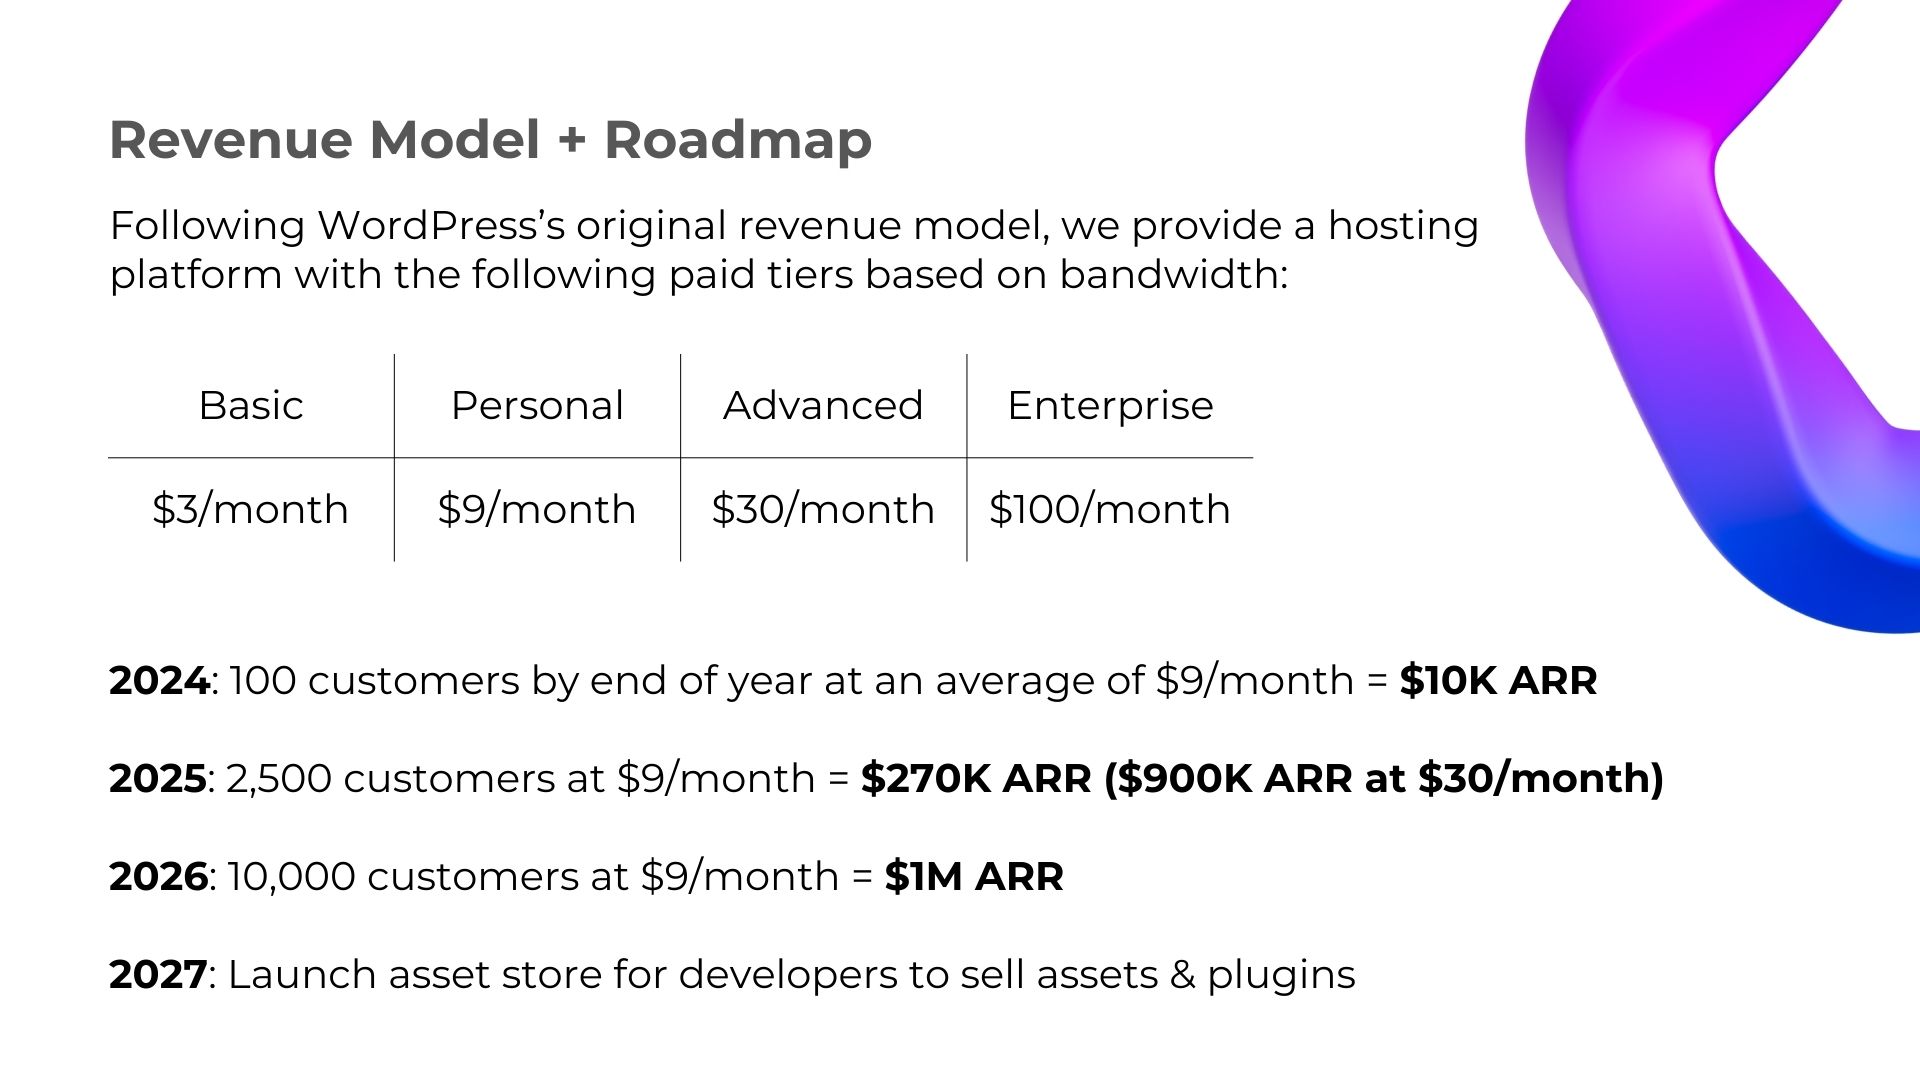 Revenue Model + Roadmap
Following WordPress’s original revenue model, we provide a hosting
platform with the following paid tiers based on bandwidth:
Basic Personal Advanced Enterprise
$3/month $9/month $30/month $100/month
2024: 100 customers by end of year at an average of $9/month = $10K ARR
2025: 2,500 customers at $9/month = $270K ARR ($900K ARR at $30/month)
2026: 10,000 customers at $9/month = $1M ARR
2027: Launch asset store for developers to sell assets & plugins